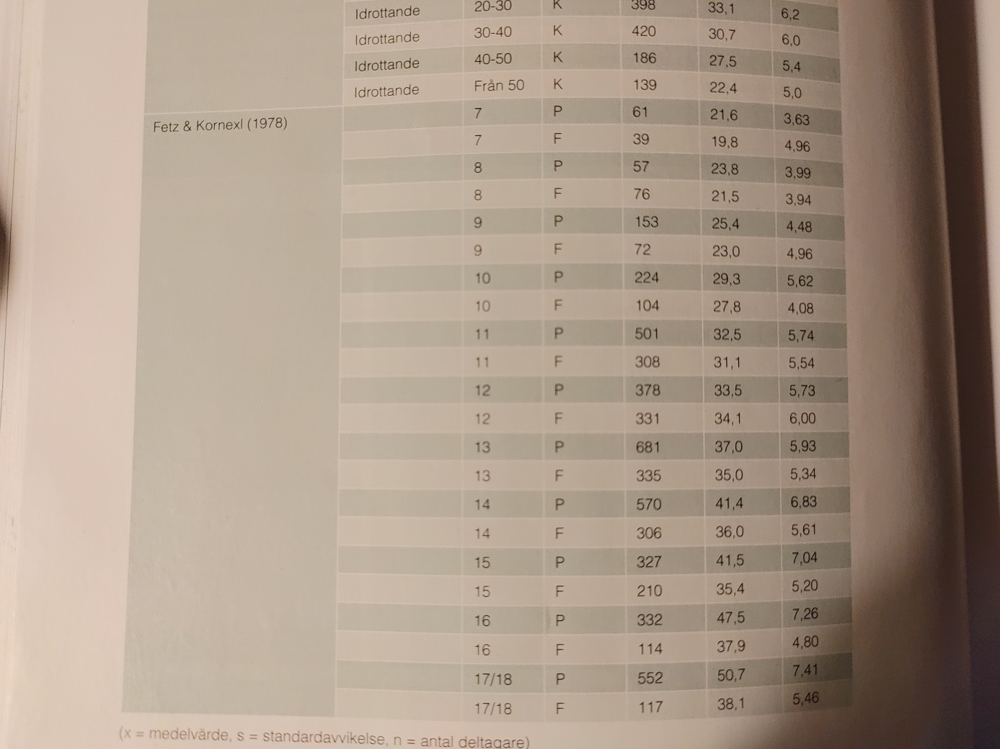 Idrottande 20-30 K 398 33,1 6,2
Idrottande 30-40 K 420 30,7 6,0
Idrottande 40-50 K 186 27,5 5,4
Idrottande Från 50 K 139 22,4 5,0
Fetz & Kornexl (1978) 7 P 61 21,6 3,63
7 F 39 19,8 4,96
8 P 57 23,8 3,99
8 F 76 21,5 3,94
9 P 153 25,4 4,48
9 F 72 23,0 4,96
10 P 224 29,3 5,62
10 F 104 27,8 4,08
11 P 501 32,5 5,74
11 F 308 31,1 5,54
12 P 378 33,5 5,73
12 F 331 34,1 6,00
13 P 681 37,0 5,93
13 F 335 35,0 5,34
14 P 570 41,4 6,83
14 F 306 36,0 5,61
15 P 327 41,5 7,04
15 F 210 35,4 5,20
16 P 332 47,5 7,26
16 F 114 37,9 4,80
17/18 P 552 50,7 7,41
17/18 F 117 38,1 5,46
(x = medelvärde, s = standardavvikelse, n = antal deltagare)